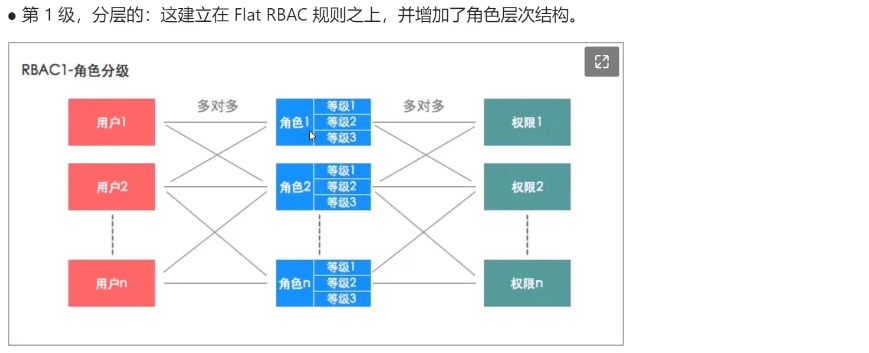 ● 第 1 级，分层的：这建立在 Flat RBAC 规则之上，并增加了角色层次结构。
RBAC1-角色分级
多对多 多对多
用户1 角色1 等级1 等级2 等级3 权限1
用户2 角色2 等级1 等级2 等级3 权限2
用户n 角色n 等级1 等级2 等级3 权限n